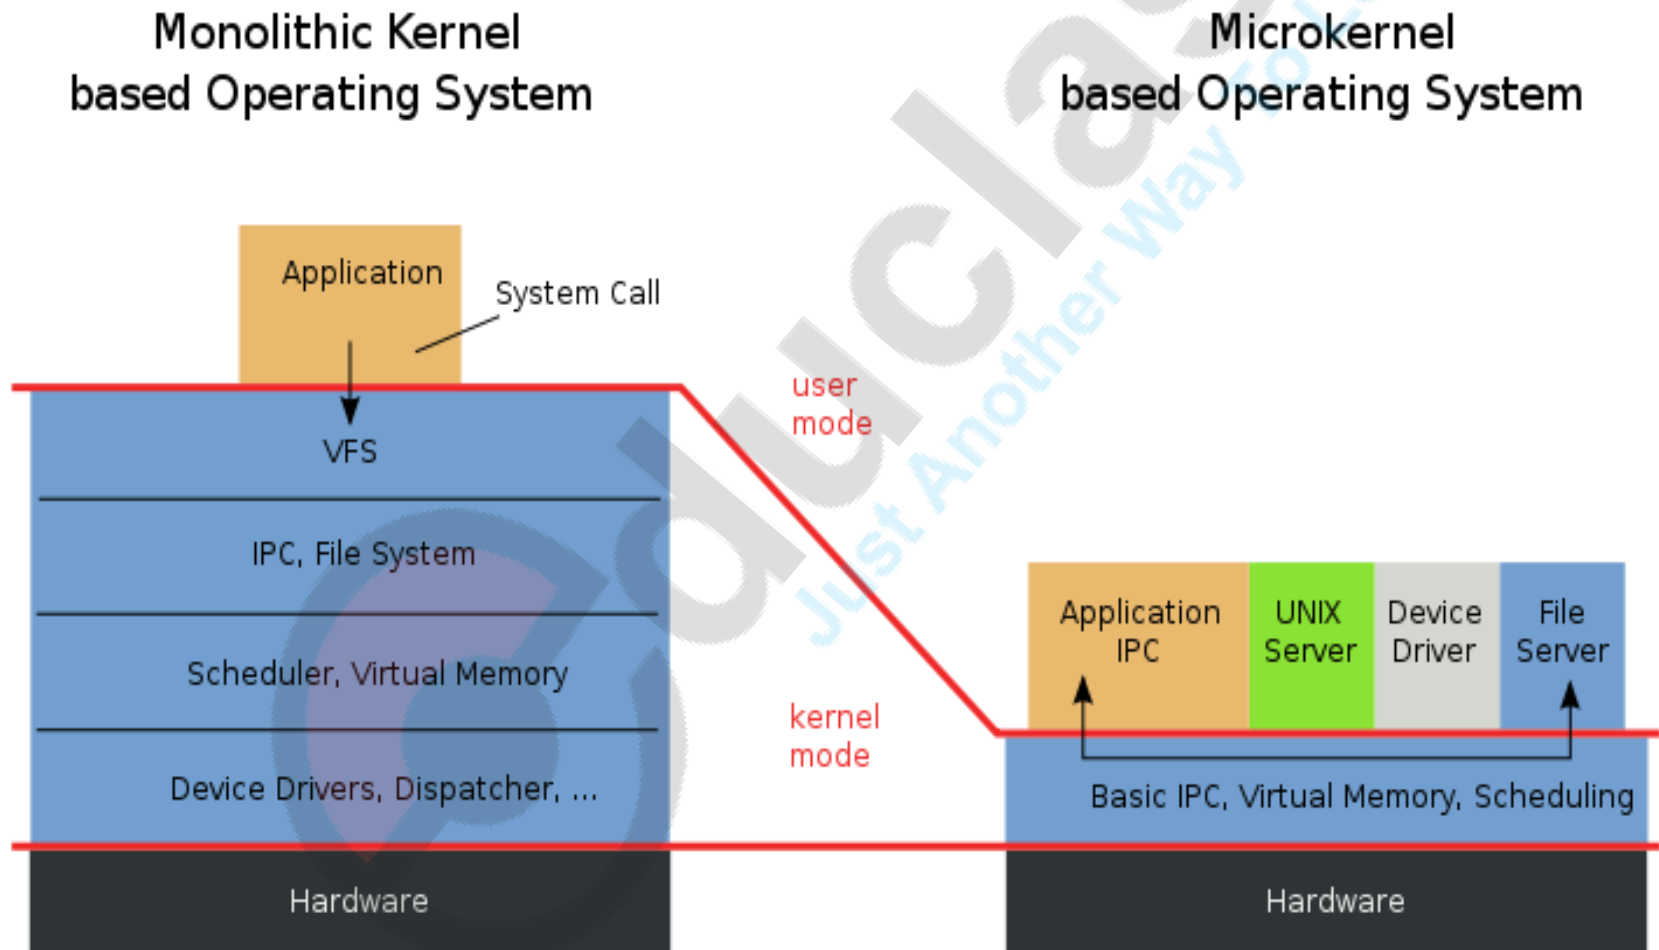 Monolithic Kernel
based Operating System
Microkernel
based Operating System
Application
System Call
user
mode
VFS
IPC, File System
Scheduler, Virtual Memory
Device Drivers, Dispatcher, ...
Hardware
kernel
mode
Application
IPC
UNIX
Server
Device
Driver
File
Server
Basic IPC, Virtual Memory, Scheduling
Hardware
Just Another Way To